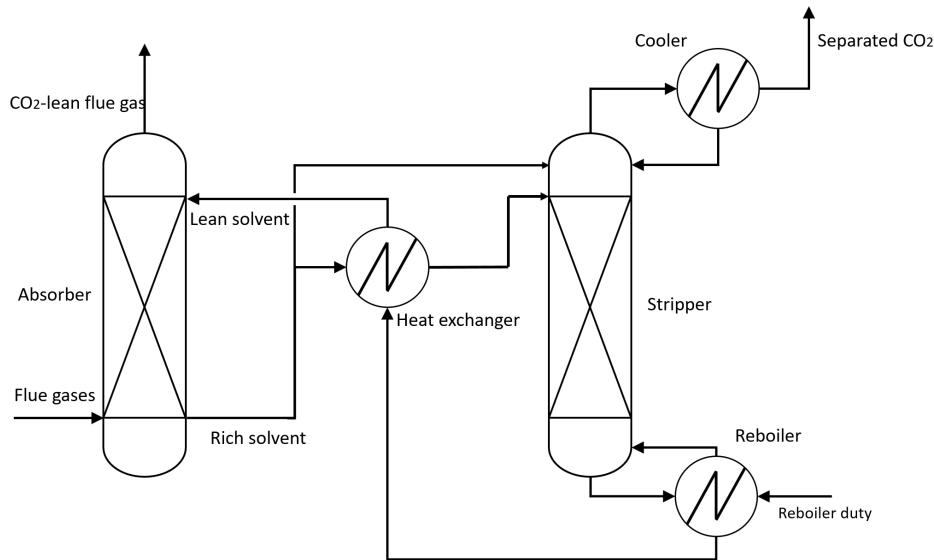 Cooler
Separated CO2
CO2-lean flue gas
Lean solvent
Absorber
Heat exchanger
Stripper
Flue gases
Rich solvent
Reboiler
Reboiler duty